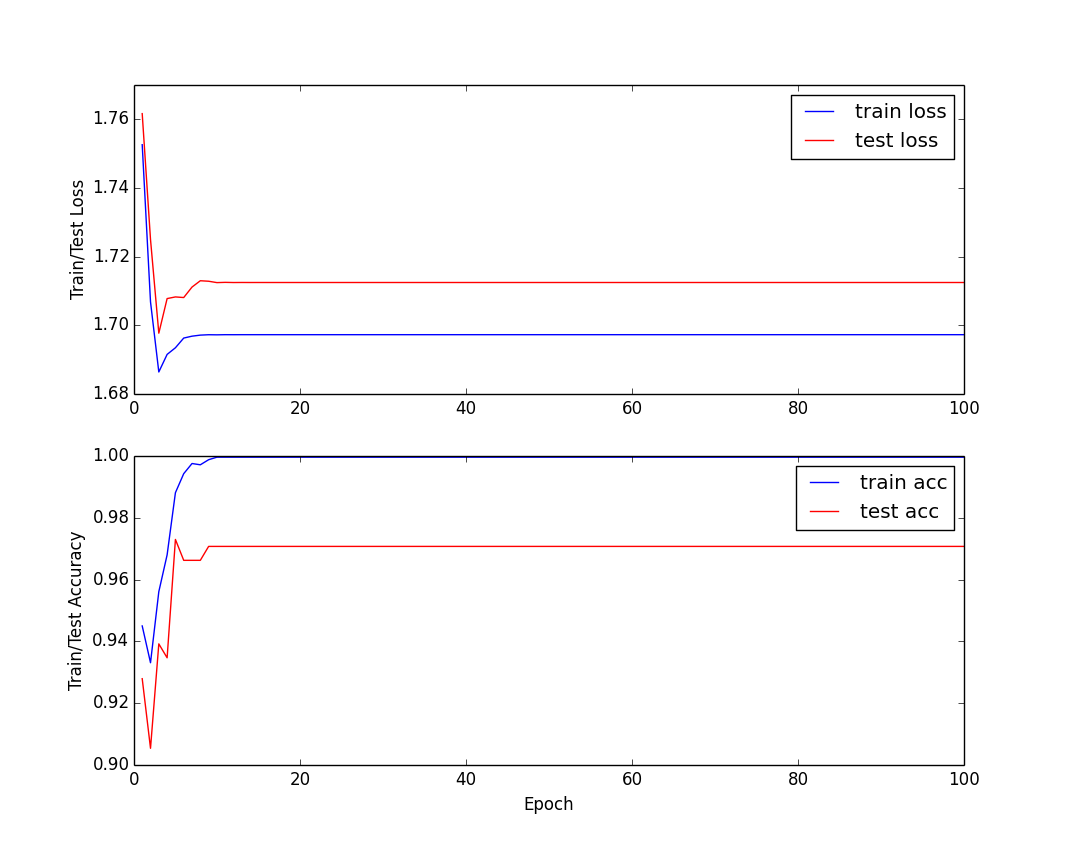 Train/Test Loss
1.76
1.74
1.72
1.70
1.68
0 20 40 60 80 100
train loss
test loss
Train/Test Accuracy
1.00
0.98
0.96
0.94
0.92
0.90
0 20 40 60 80 100
train acc
test acc
Epoch